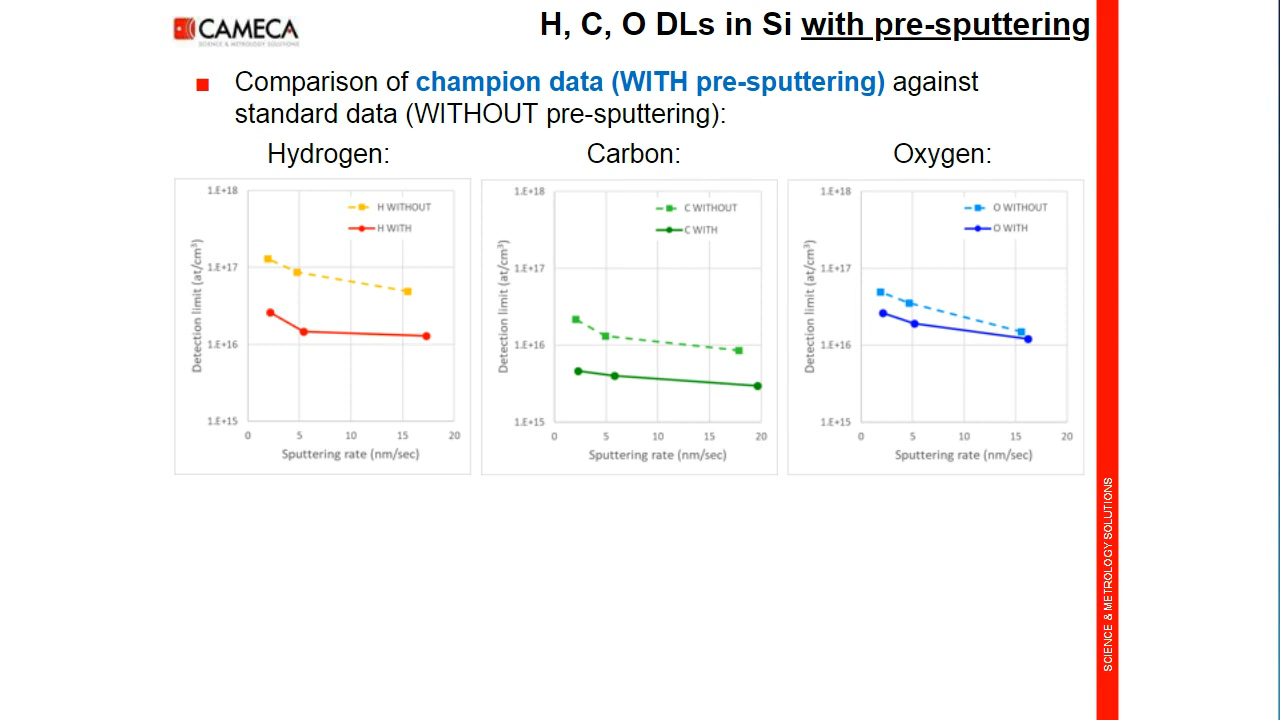 CAMECA
SCIENCE & METROLOGY SOLUTIONS
H, C, O DLs in Si with pre-sputtering
Comparison of champion data (WITH pre-sputtering) against
standard data (WITHOUT pre-sputtering):
Hydrogen:
1.E+18
1.E+17
1.E+16
1.E+15
Detection limit (at/cm³)
H WITHOUT
H WITH
0 5 10 15 20
Sputtering rate (nm/sec)
Carbon:
1.E+18
1.E+17
1.E+16
1.E+15
Detection limit (at/cm³)
C WITHOUT
C WITH
0 5 10 15 20
Sputtering rate (nm/sec)
Oxygen:
1.E+18
1.E+17
1.E+16
1.E+15
Detection limit (at/cm³)
O WITHOUT
O WITH
0 5 10 15 20
Sputtering rate (nm/sec)
SCIENCE & METROLOGY SOLUTIONS